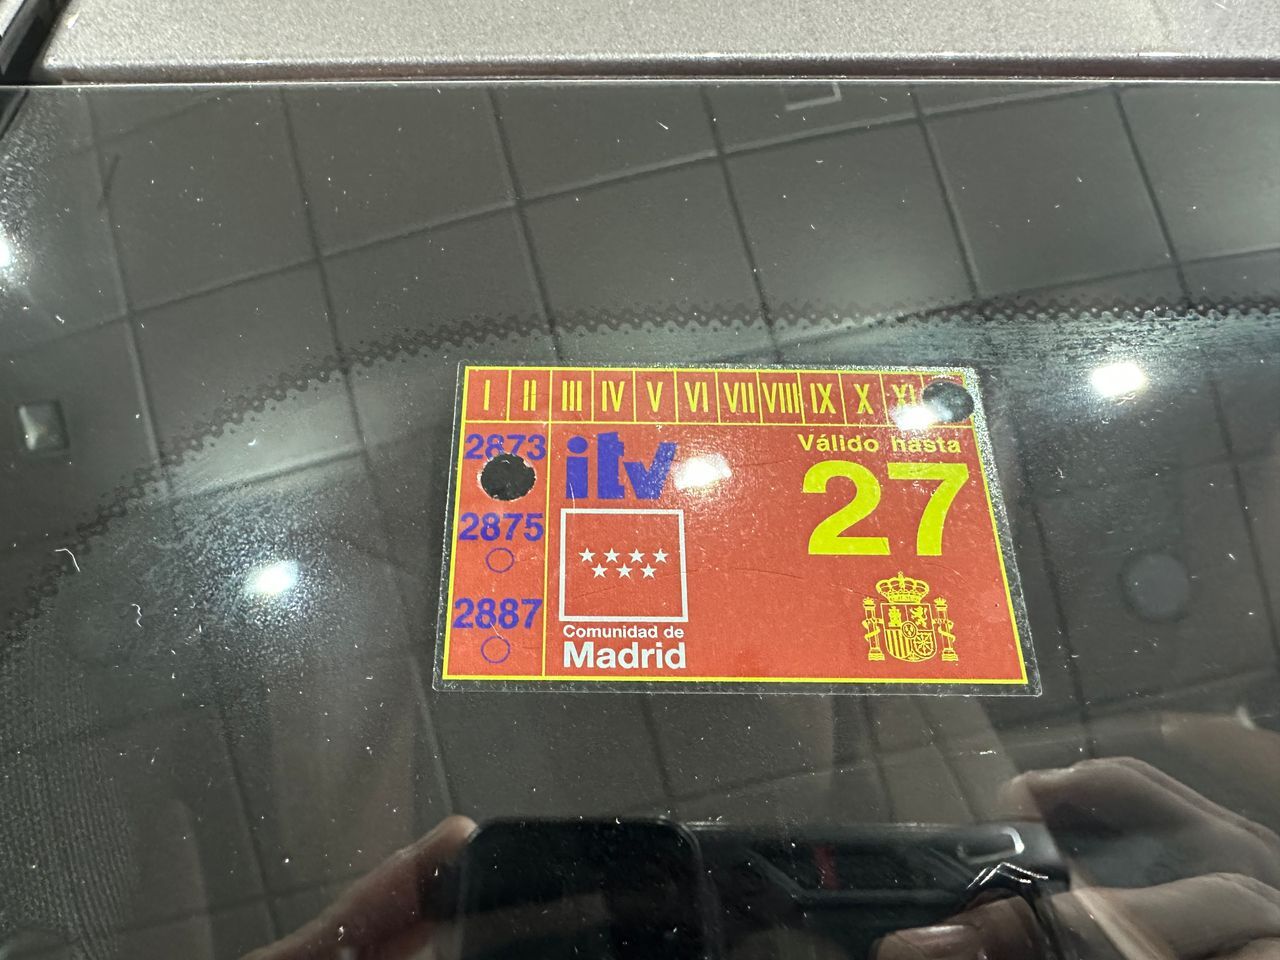 I II III IV V VI VII VIII IX X XI
2873
itv
Válido hasta
27
2875
2887
Comunidad de
Madrid